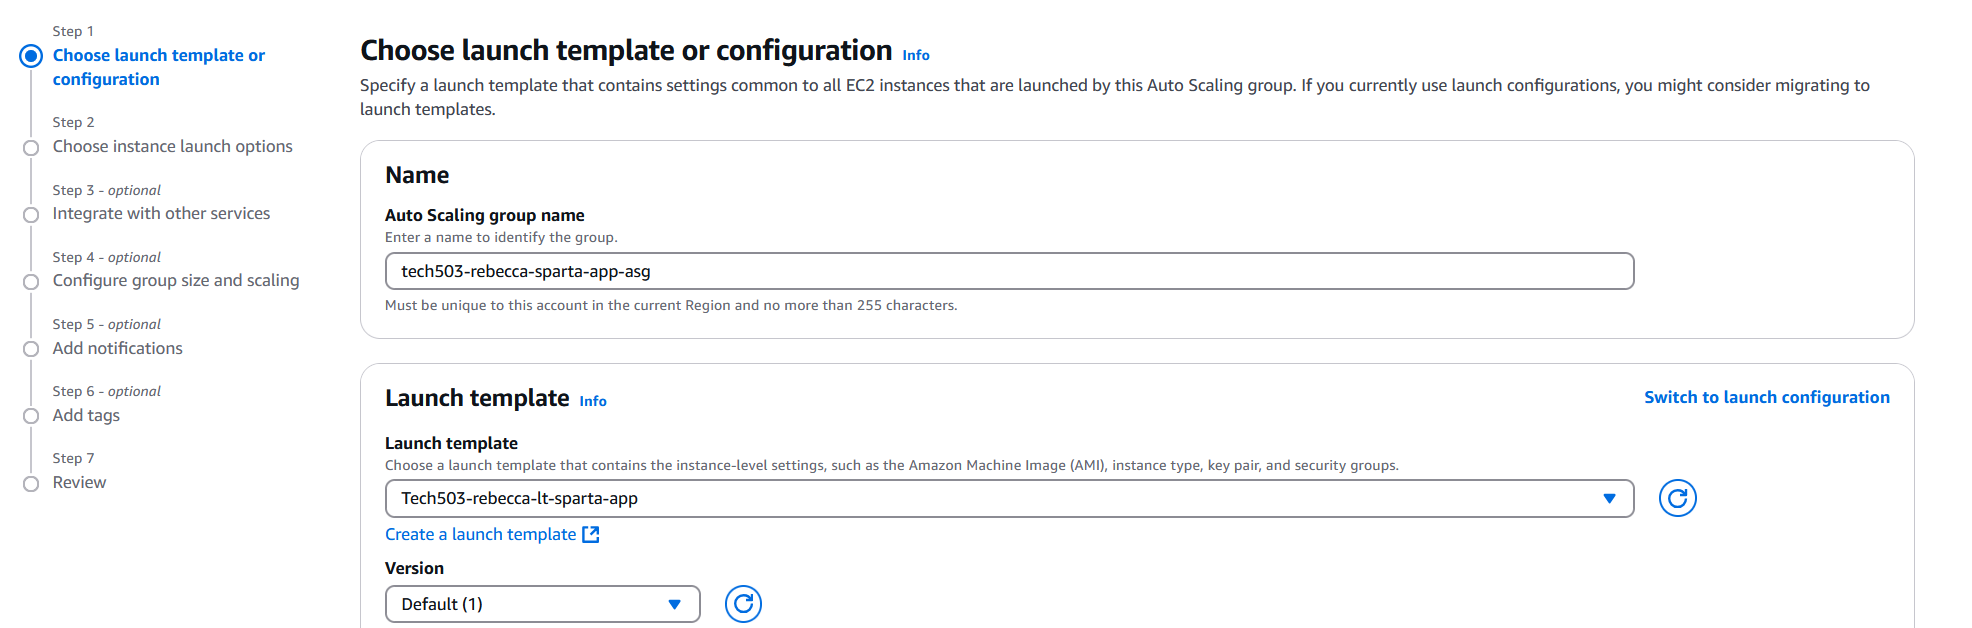 Step 1
Choose launch template or
configuration
Step 2
Choose instance launch options
Step 3 - optional
Integrate with other services
Step 4 - optional
Configure group size and scaling
Step 5 - optional
Add notifications
Step 6 - optional
Add tags
Step 7
Review
Choose launch template or configuration Info
Specify a launch template that contains settings common to all EC2 instances that are launched by this Auto Scaling group. If you currently use launch configurations, you might consider migrating to
launch templates.
Name
Auto Scaling group name
Enter a name to identify the group.
tech503-rebecca-sparta-app-asg
Must be unique to this account in the current Region and no more than 255 characters.
Launch template Info
Switch to launch configuration
Launch template
Choose a launch template that contains the instance-level settings, such as the Amazon Machine Image (AMI), instance type, key pair, and security groups.
Tech503-rebecca-lt-sparta-app
Create a launch template
Version
Default (1)